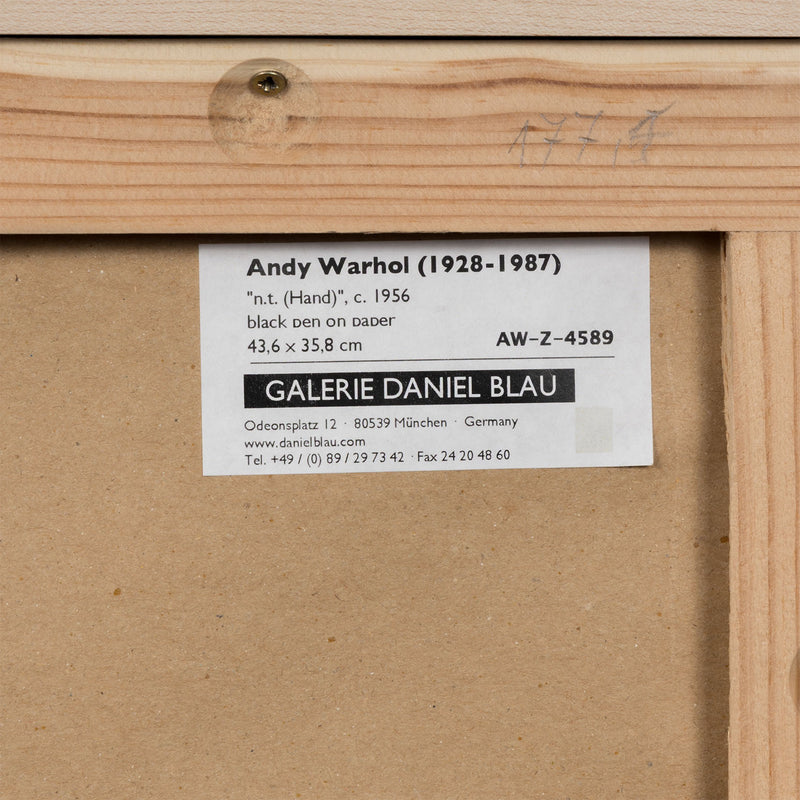 177,4
Andy Warhol (1928-1987)
"n.t. (Hand)", c. 1956
black pen on paper
43,6 x 35,8 cm
AW-Z-4589
GALERIE DANIEL BLAU
Odeonsplatz 12 · 80539 München · Germany
www.danielblau.com
Tel. +49 / (0) 89 / 29 73 42 · Fax 24 20 48 60